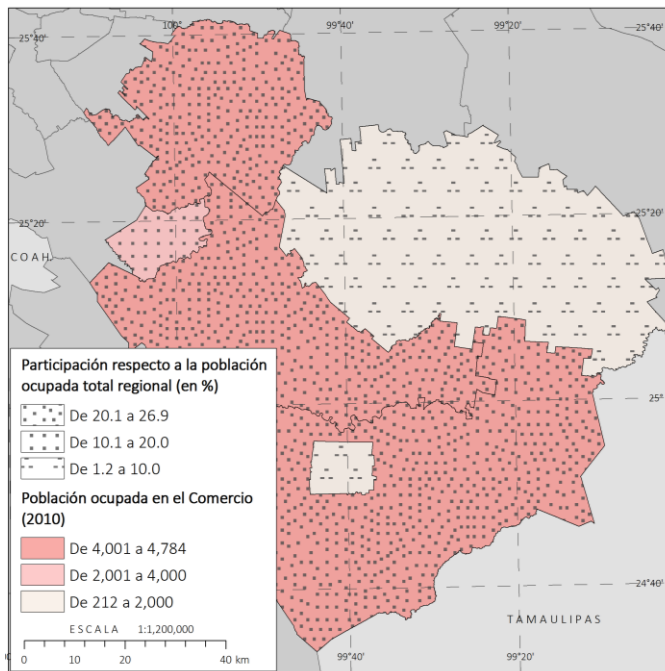 100°
99°40'
99°20'
25°40'
25°40'
25°20'
25°20'
COAH.
25°
24°40'
TAMAULIPAS
99°40'
99°20'
Participación respecto a la población
ocupada total regional (en %)
De 20.1 a 26.9
De 10.1 a 20.0
De 1.2 a 10.0
Población ocupada en el Comercio
(2010)
De 4,001 a 4,784
De 2,001 a 4,000
De 212 a 2,000
ESCALA 1:1,200,000
0 10 20 40 km